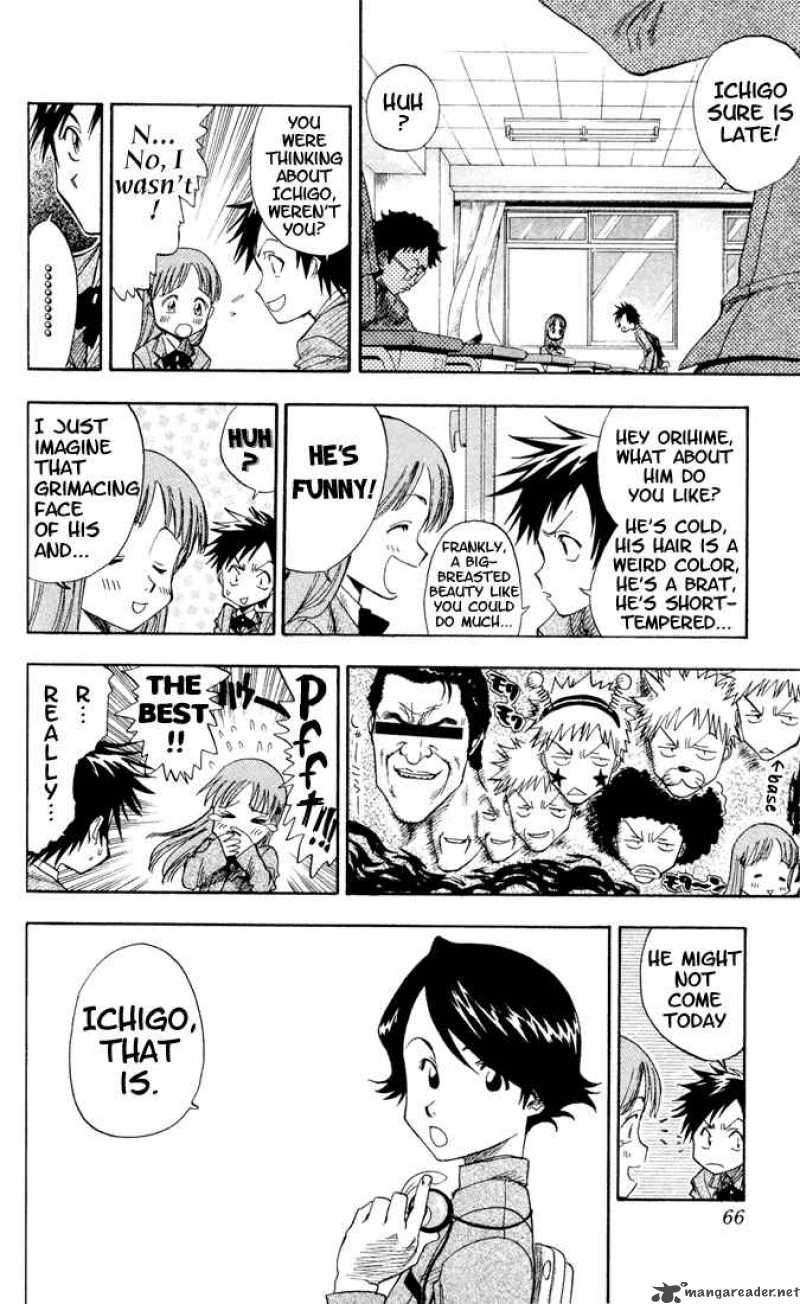 ICHIGO
SURE IS
LATE!
HUH
?
YOU
WERE
THINKING
ABOUT
ICHIGO,
WEREN'T
YOU?
N...
No, I
wasn't
!
.........
HEY ORIHIME,
WHAT ABOUT
HIM DO
YOU LIKE?
HE'S COLD,
HIS HAIR IS A
WEIRD COLOR,
HE'S A BRAT,
HE'S SHORT-
TEMPERED...
FRANKLY,
A BIG-
BREASTED
BEAUTY LIKE
YOU COULD
DO MUCH...
HE'S
FUNNY!
HUH
?
I JUST
IMAGINE
THAT
GRIMACING
FACE
OF HIS
AND...
←base
Pffft!!!
THE
BEST
!!
R...
REALLY...
HE MIGHT
NOT
COME
TODAY
ICHIGO,
THAT
IS.
66
mangareader.net